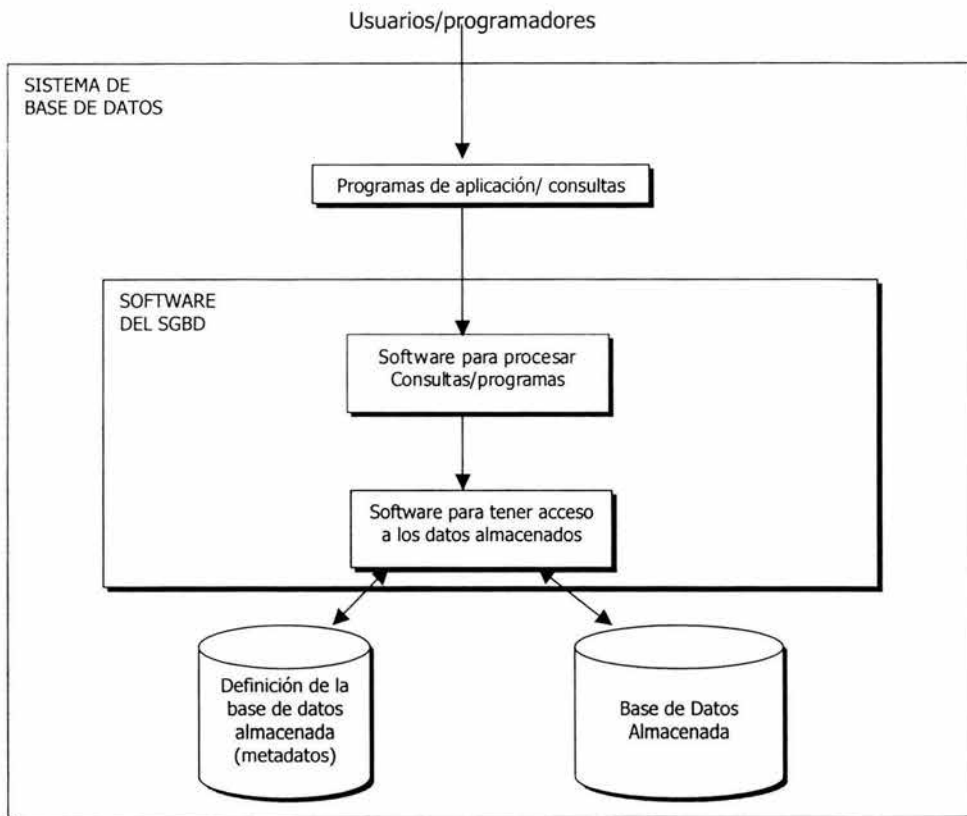 Usuarios/programadores
SISTEMA DE
BASE DE DATOS
Programas de aplicación/ consultas
SOFTWARE
DEL SGBD
Software para procesar
Consultas/programas
Software para tener acceso
a los datos almacenados
Definición de la
base de datos
almacenada
(metadatos)
Base de Datos
Almacenada